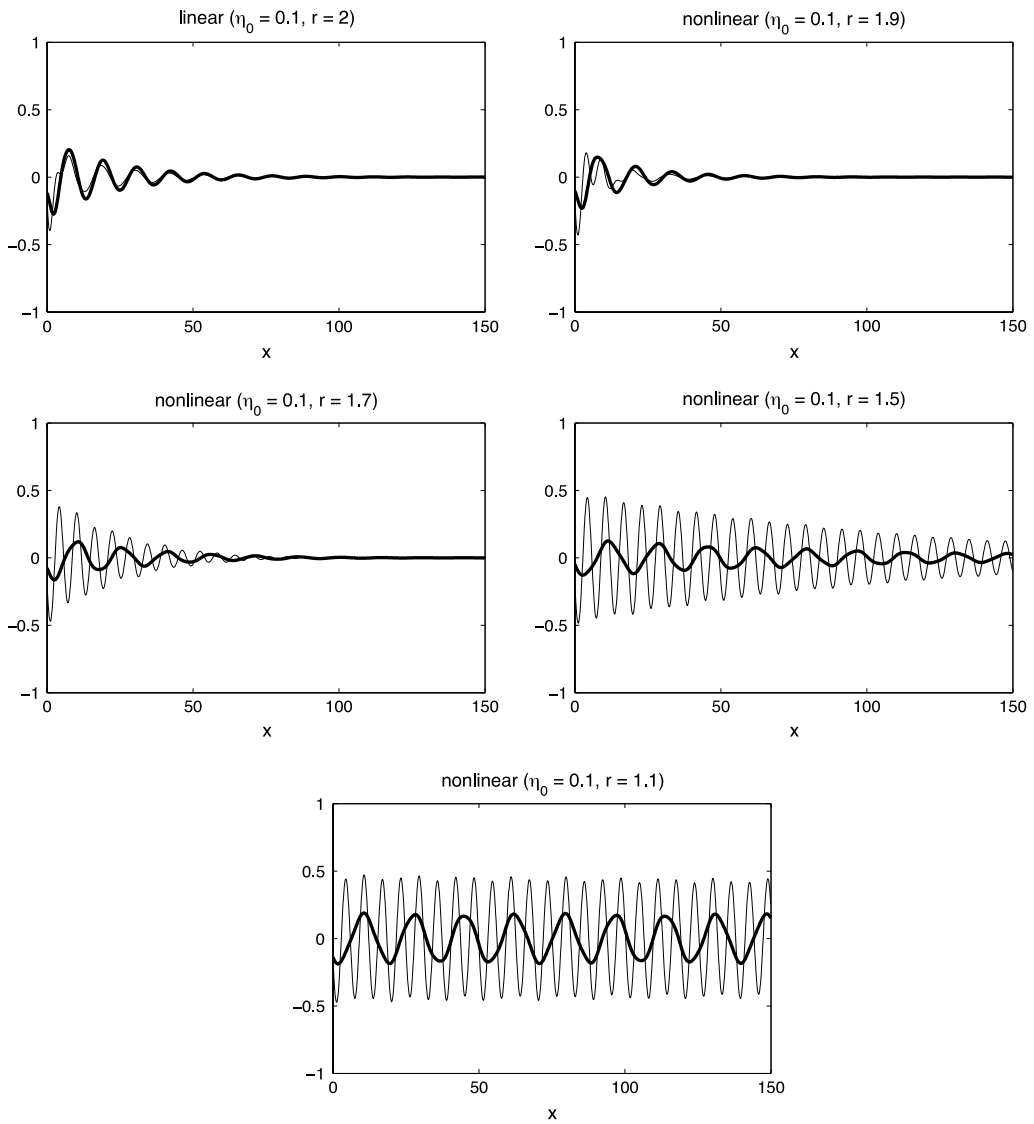 linear (η₀ = 0.1, r = 2)
1
0.5
0
−0.5
−1
0 50 100 150
x
nonlinear (η₀ = 0.1, r = 1.9)
1
0.5
0
−0.5
−1
0 50 100 150
x
nonlinear (η₀ = 0.1, r = 1.7)
1
0.5
0
−0.5
−1
0 50 100 150
x
nonlinear (η₀ = 0.1, r = 1.5)
1
0.5
0
−0.5
−1
0 50 100 150
x
nonlinear (η₀ = 0.1, r = 1.1)
1
0.5
0
−0.5
−1
0 50 100 150
x